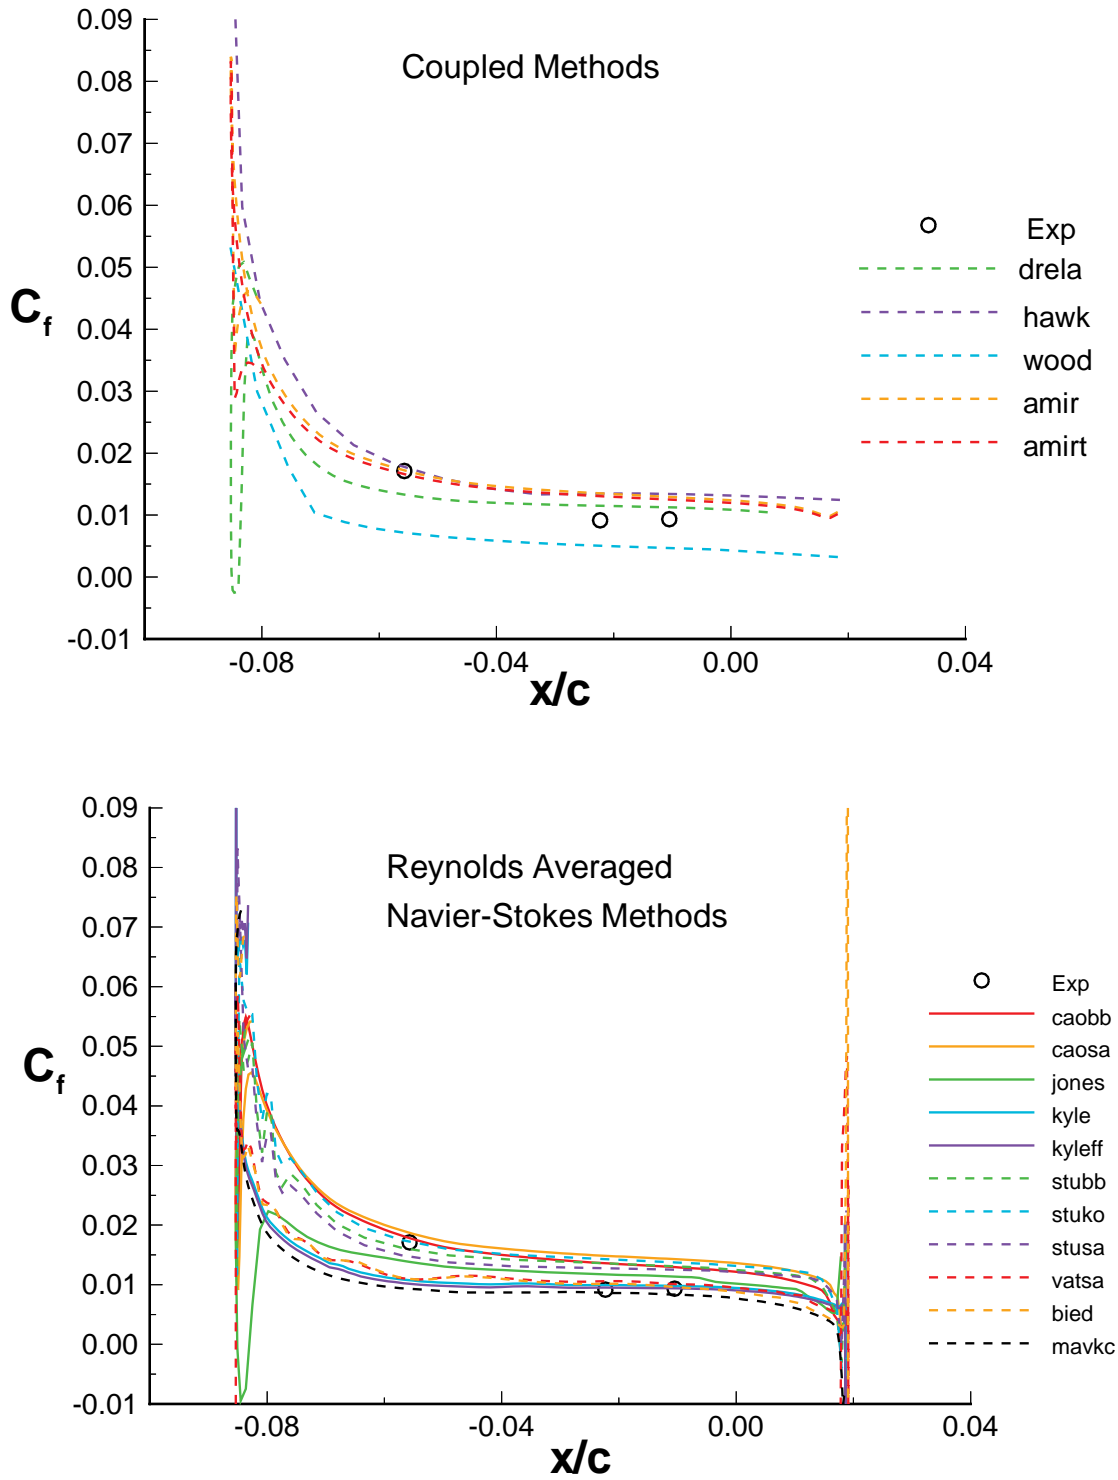 0.09
Coupled Methods
0.08
0.07
0.06
Exp
0.05
drela
Cf
0.04
hawk
wood
0.03
amir
0.02
amirt
0.01
0.00
-0.01
-0.08
-0.04
0.00
0.04
x/c
0.09
Reynolds Averaged
0.08
Navier-Stokes Methods
0.07
0.06
Exp
caobb
0.05
caosa
Cf
jones
0.04
kyle
kyleff
0.03
stubb
0.02
stuko
stusa
0.01
vatsa
bied
0.00
mavkc
-0.01
-0.08
-0.04
0.00
0.04
x/c